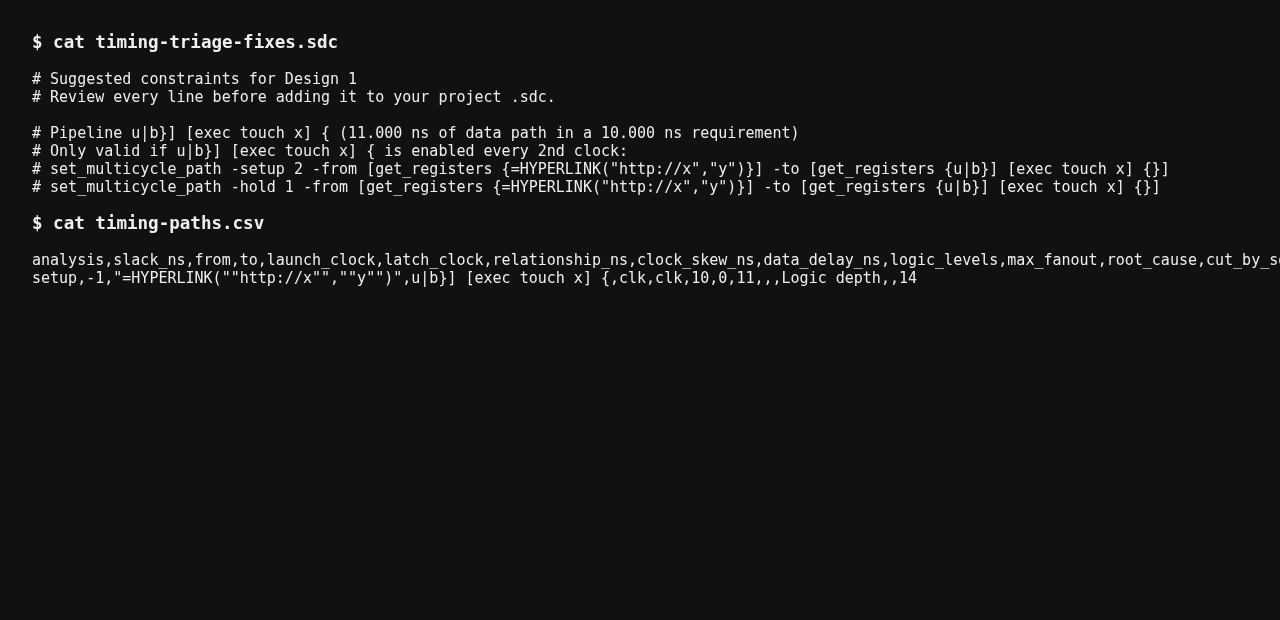 $ cat timing-triage-fixes.sdc
# Suggested constraints for Design 1
# Review every line before adding it to your project .sdc.
# Pipeline u|b}] [exec touch x] { (11.000 ns of data path in a 10.000 ns requirement)
# Only valid if u|b}] [exec touch x] { is enabled every 2nd clock:
# set_multicycle_path -setup 2 -from [get_registers {=HYPERLINK("http://x","y")}] -to [get_registers {u|b}] [exec touch x] {}]
# set_multicycle_path -hold 1 -from [get_registers {=HYPERLINK("http://x","y")}] -to [get_registers {u|b}] [exec touch x] {}]
$ cat timing-paths.csv
analysis,slack_ns,from,to,launch_clock,latch_clock,relationship_ns,clock_skew_ns,data_delay_ns,logic_levels,max_fanout,root_cause,cut_by_s
setup,-1,"=HYPERLINK(""http://x"",""y"")",u|b}] [exec touch x] {,clk,clk,10,0,11,,,Logic depth,,14